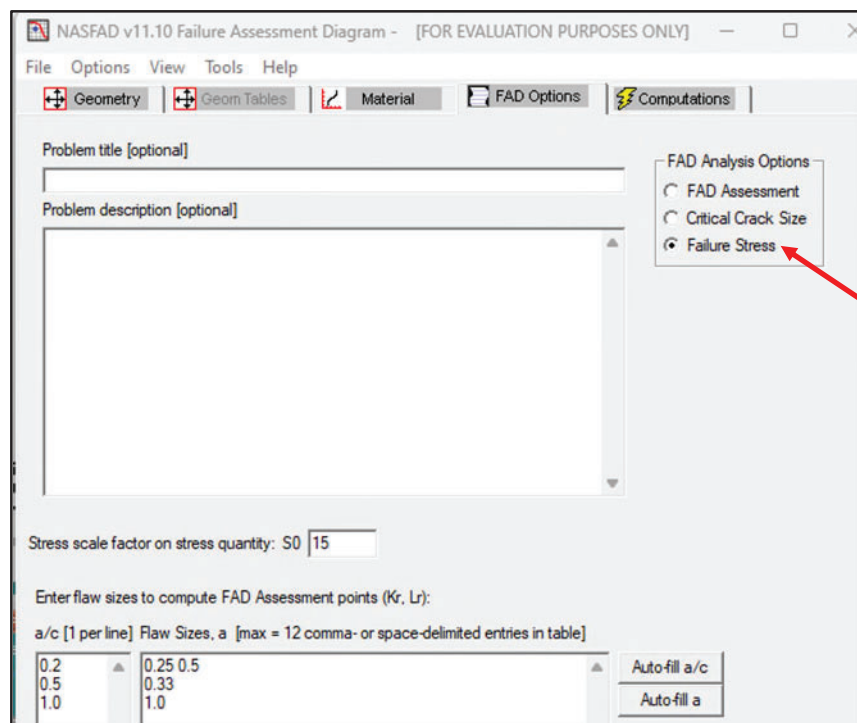 NASFAD v11.10 Failure Assessment Diagram - [FOR EVALUATION PURPOSES ONLY]
File Options View Tools Help
Geometry Geom Tables Material FAD Options Computations
Problem title [optional]
FAD Analysis Options
FAD Assessment
Problem description [optional]
Critical Crack Size
Failure Stress
Stress scale factor on stress quantity: S0 15
Enter flaw sizes to compute FAD Assessment points (Kr, Lr):
a/c [1 per line] Flaw Sizes, a [max = 12 comma- or space-delimited entries in table]
0.2 0.25 0.5 Auto-fill a/c
0.5 0.33
1.0 1.0 Auto-fill a